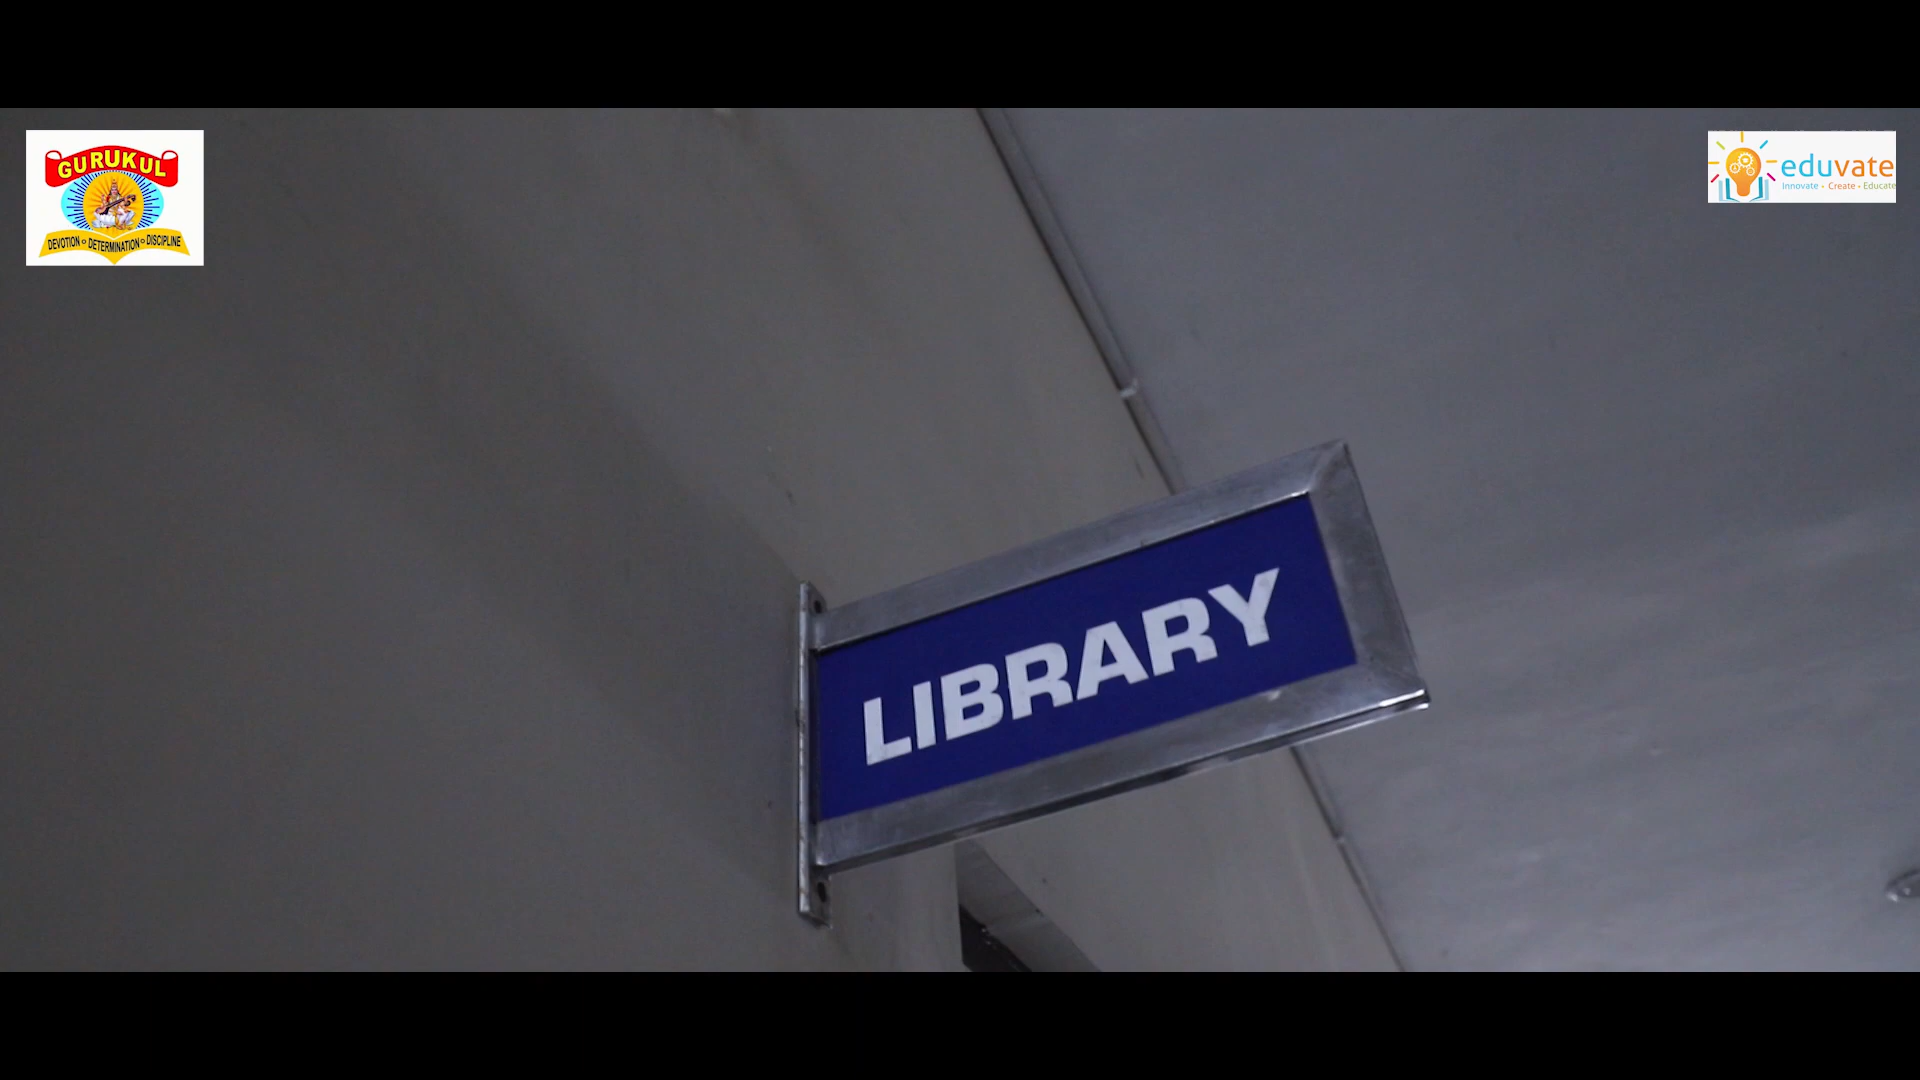 GURUKUL
DEVOTION DETERMINATION DISCIPLINE
eduvate
Innovate • Create • Educate
LIBRARY